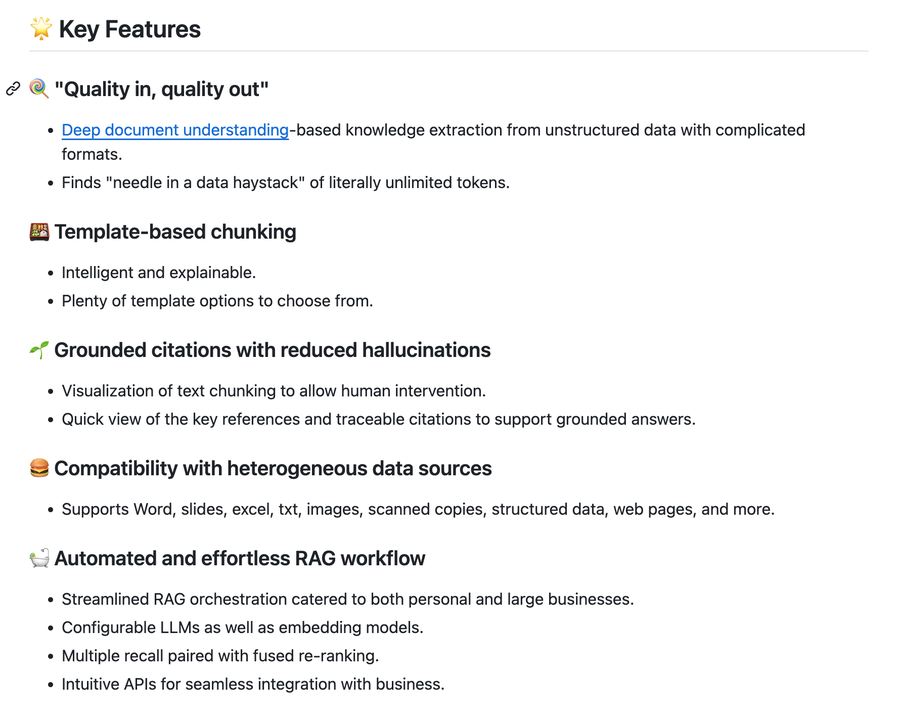 🌟 Key Features
🍭 "Quality in, quality out"
• Deep document understanding-based knowledge extraction from unstructured data with complicated
formats.
• Finds "needle in a data haystack" of literally unlimited tokens.
🍱 Template-based chunking
• Intelligent and explainable.
• Plenty of template options to choose from.
🌱 Grounded citations with reduced hallucinations
• Visualization of text chunking to allow human intervention.
• Quick view of the key references and traceable citations to support grounded answers.
🍔 Compatibility with heterogeneous data sources
• Supports Word, slides, excel, txt, images, scanned copies, structured data, web pages, and more.
🛀 Automated and effortless RAG workflow
• Streamlined RAG orchestration catered to both personal and large businesses.
• Configurable LLMs as well as embedding models.
• Multiple recall paired with fused re-ranking.
• Intuitive APIs for seamless integration with business.